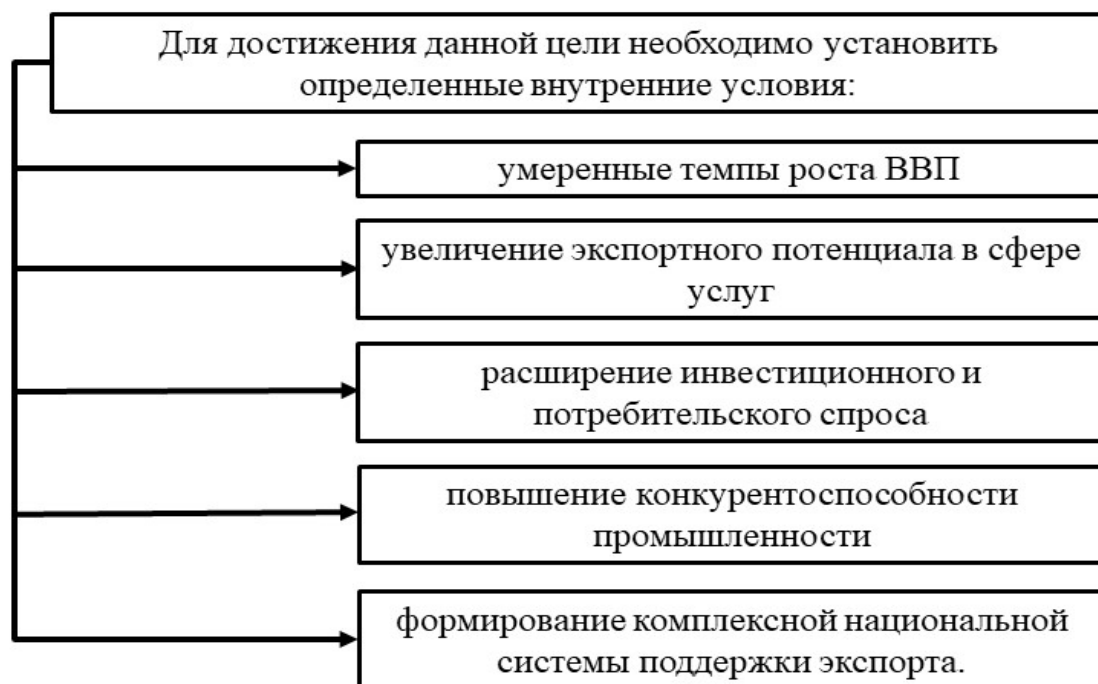 Для достижения данной цели необходимо установить
определенные внутренние условия:
умеренные темпы роста ВВП
увеличение экспортного потенциала в сфере
услуг
расширение инвестиционного и
потребительского спроса
повышение конкурентоспособности
промышленности
формирование комплексной национальной
системы поддержки экспорта.